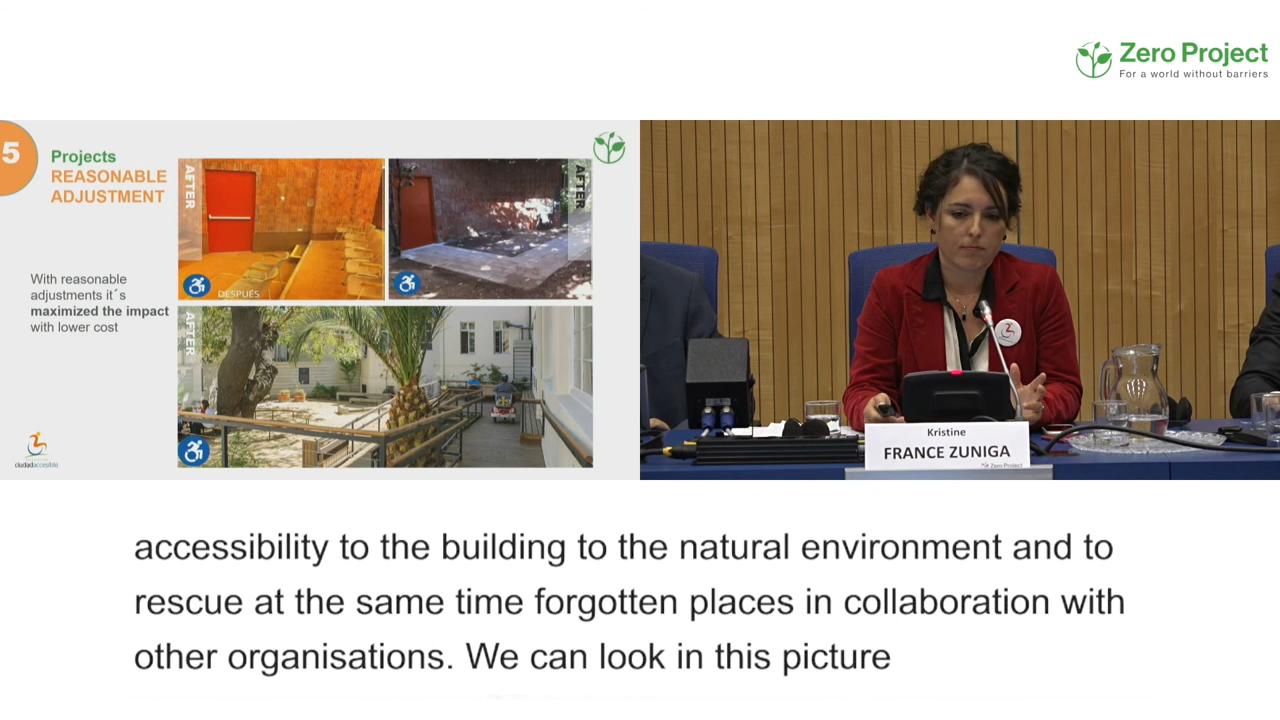 Zero Project
For a world without barriers
5
Projects
REASONABLE
ADJUSTMENT
With reasonable
adjustments it´s
maximized the impact
with lower cost
ciudadaccesible
AFTER
DESPUÉS
AFTER
AFTER
Kristine
FRANCE ZUNIGA
Zero Project
accessibility to the building to the natural environment and to
rescue at the same time forgotten places in collaboration with
other organisations. We can look in this picture